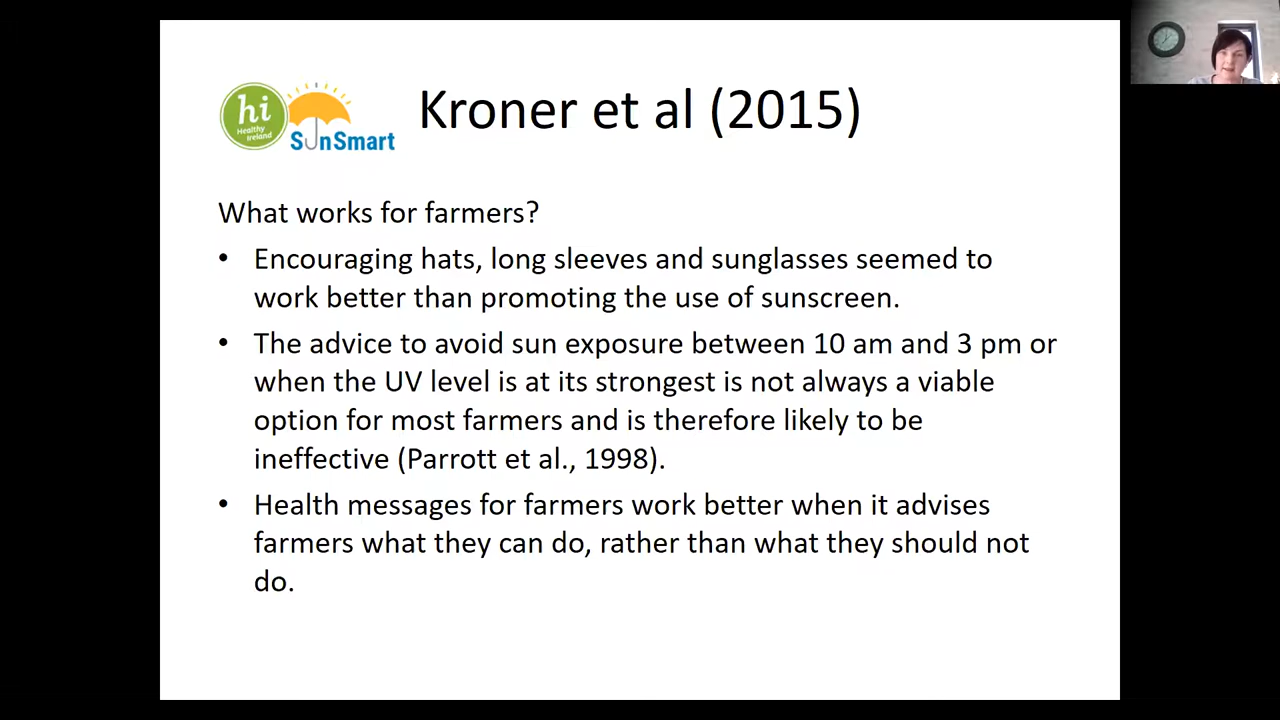 hi
Healthy
Ireland
SunSmart
Kroner et al (2015)
What works for farmers?
• Encouraging hats, long sleeves and sunglasses seemed to
work better than promoting the use of sunscreen.
• The advice to avoid sun exposure between 10 am and 3 pm or
when the UV level is at its strongest is not always a viable
option for most farmers and is therefore likely to be
ineffective (Parrott et al., 1998).
• Health messages for farmers work better when it advises
farmers what they can do, rather than what they should not
do.